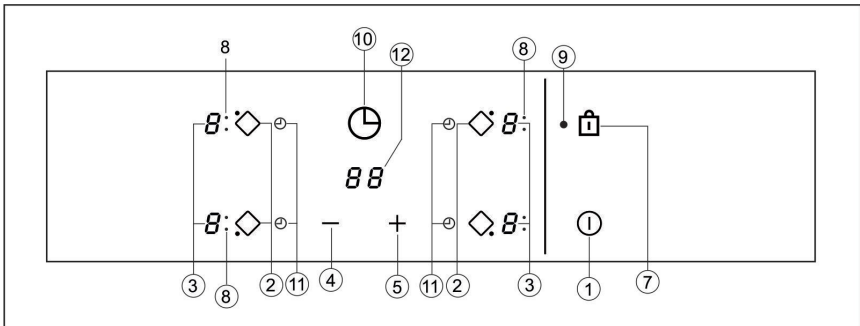 8 ⑩ ⑫ ⑧ ⑨
8: 8:
88
8: − + 8:
③ ⑧ ② ⑪ ④ ⑤ ⑪ ② ③ ① ⑦